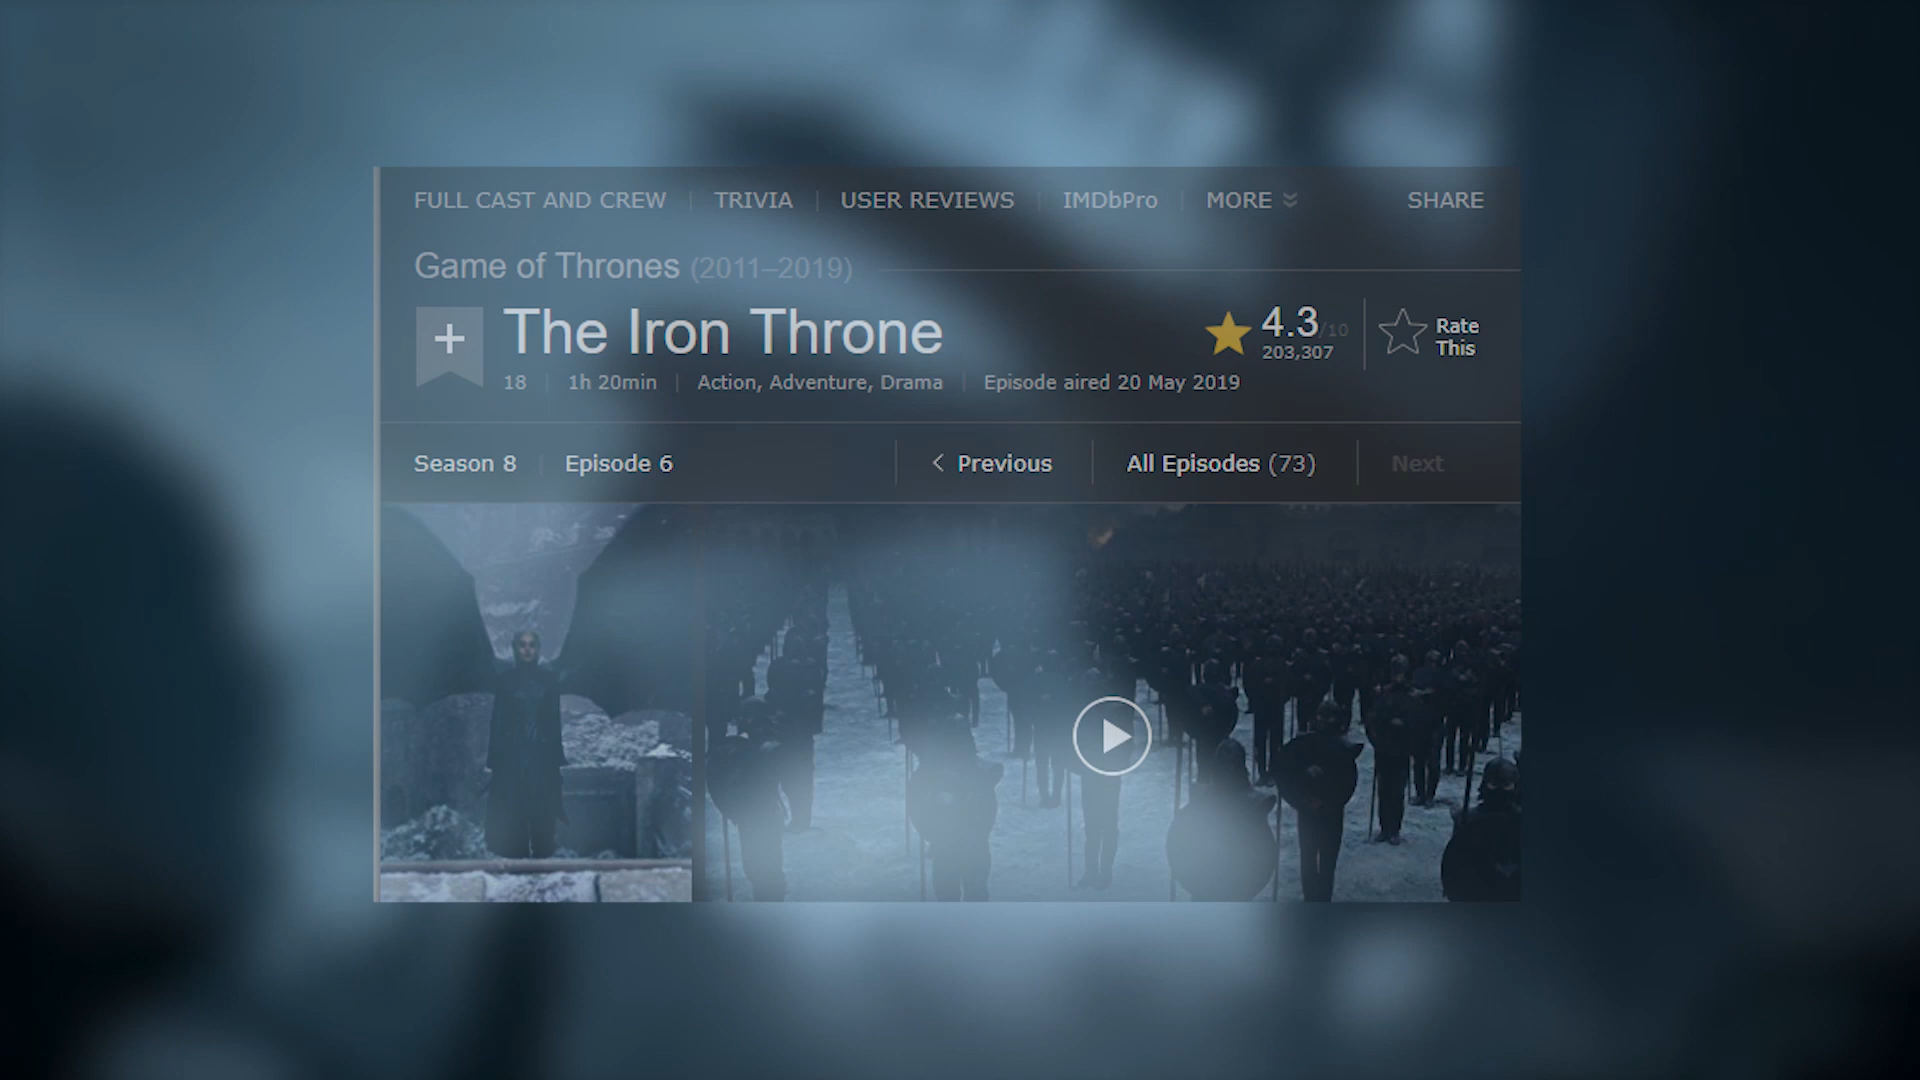 FULL CAST AND CREW | TRIVIA | USER REVIEWS | IMDbPro | MORE SHARE
Game of Thrones (2011–2019)
+ The Iron Throne
4.3/10
203,307
Rate This
18 | 1h 20min | Action, Adventure, Drama | Episode aired 20 May 2019
Season 8 | Episode 6 | < Previous | All Episodes (73) | Next